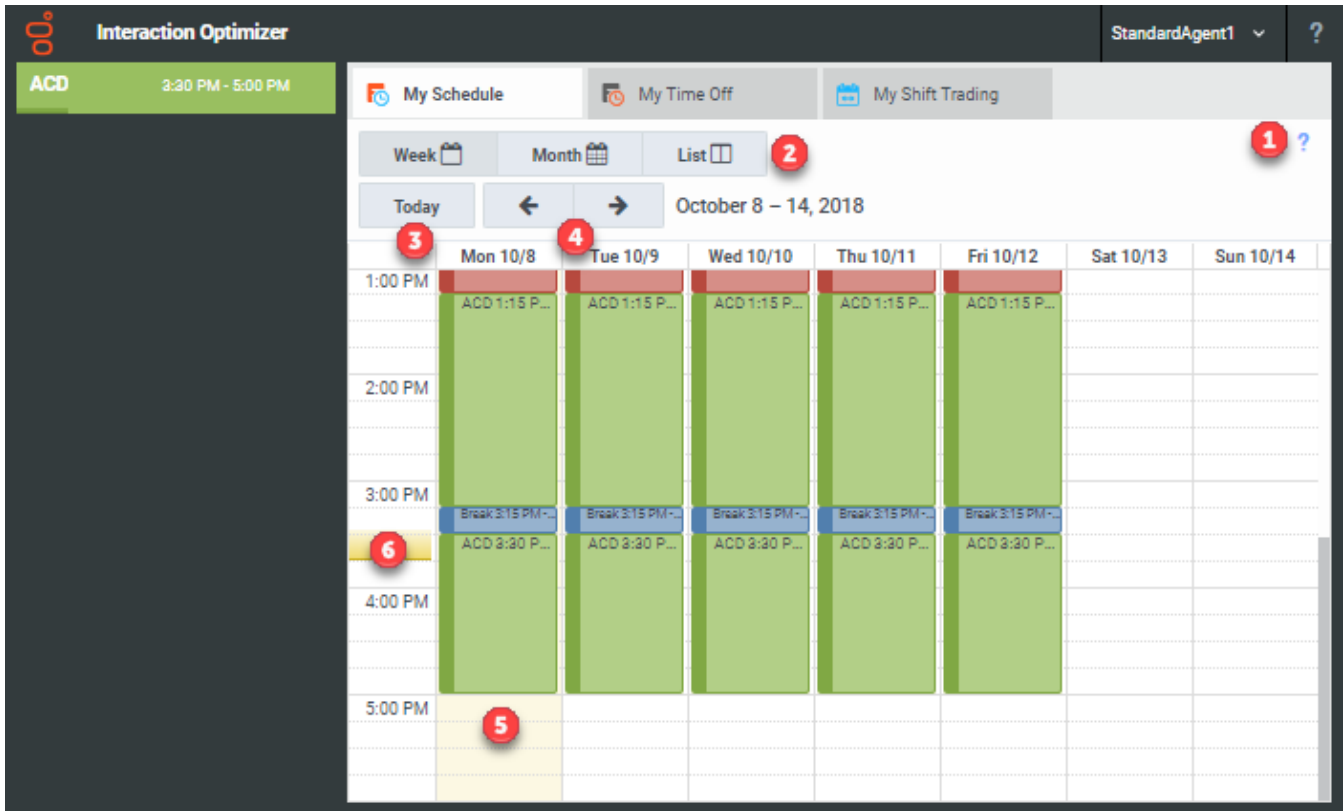 Interaction Optimizer
StandardAgent1
?
ACD 3:30 PM - 5:00 PM
My Schedule
My Time Off
My Shift Trading
1 ?
Week
Month
List
2
Today
October 8 – 14, 2018
3
4
Mon 10/8 Tue 10/9 Wed 10/10 Thu 10/11 Fri 10/12 Sat 10/13 Sun 10/14
1:00 PM
ACD 1:15 P... ACD 1:15 P... ACD 1:15 P... ACD 1:15 P... ACD 1:15 P...
2:00 PM
3:00 PM
Break 3:15 PM -... Break 3:15 PM -... Break 3:15 PM -... Break 3:15 PM -... Break 3:15 PM -...
6
ACD 3:30 P... ACD 3:30 P... ACD 3:30 P... ACD 3:30 P... ACD 3:30 P...
4:00 PM
5:00 PM
5